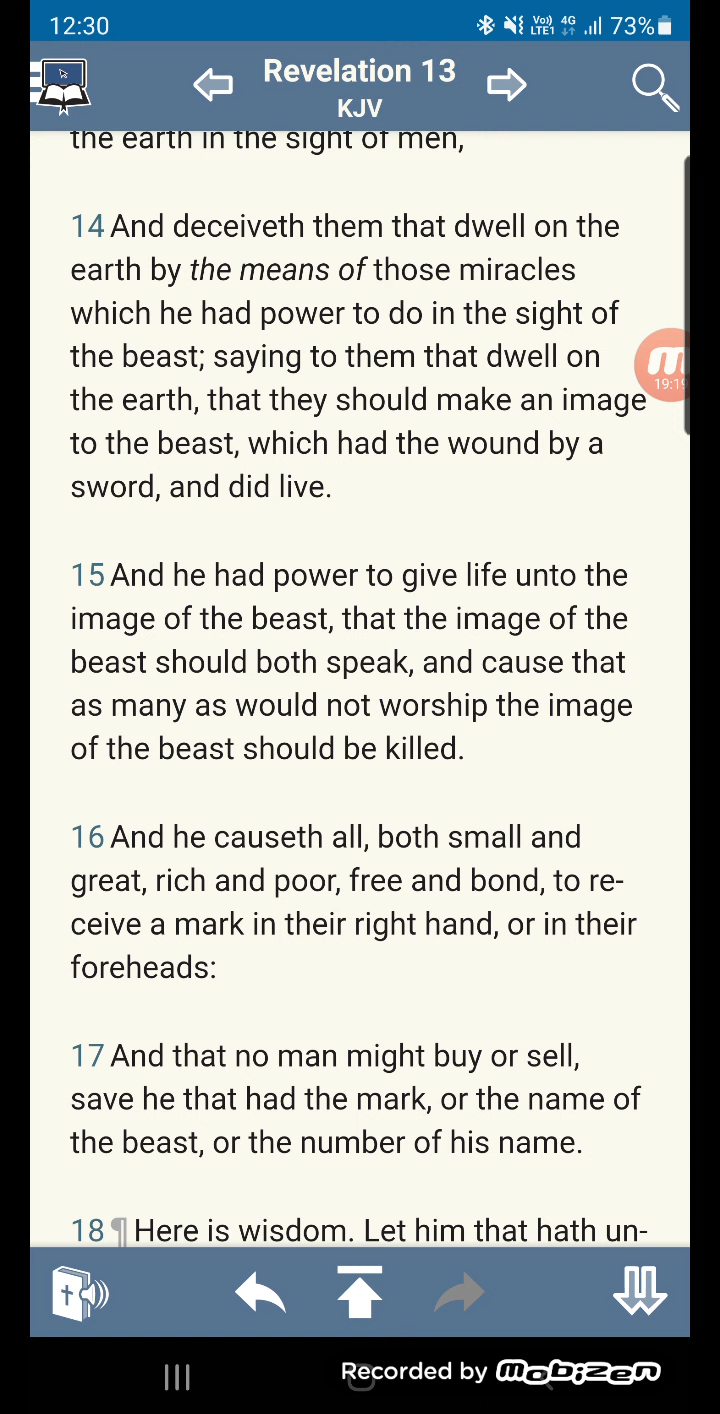 12:30
Vo)) 4G 73%
LTE1
Revelation 13
KJV
the earth in the sight of men,
14 And deceiveth them that dwell on the
earth by the means of those miracles
which he had power to do in the sight of
the beast; saying to them that dwell on
the earth, that they should make an image
to the beast, which had the wound by a
sword, and did live.
m
19:19
15 And he had power to give life unto the
image of the beast, that the image of the
beast should both speak, and cause that
as many as would not worship the image
of the beast should be killed.
16 And he causeth all, both small and
great, rich and poor, free and bond, to re-
ceive a mark in their right hand, or in their
foreheads:
17 And that no man might buy or sell,
save he that had the mark, or the name of
the beast, or the number of his name.
18 ¶ Here is wisdom. Let him that hath un-
Recorded by mobizen